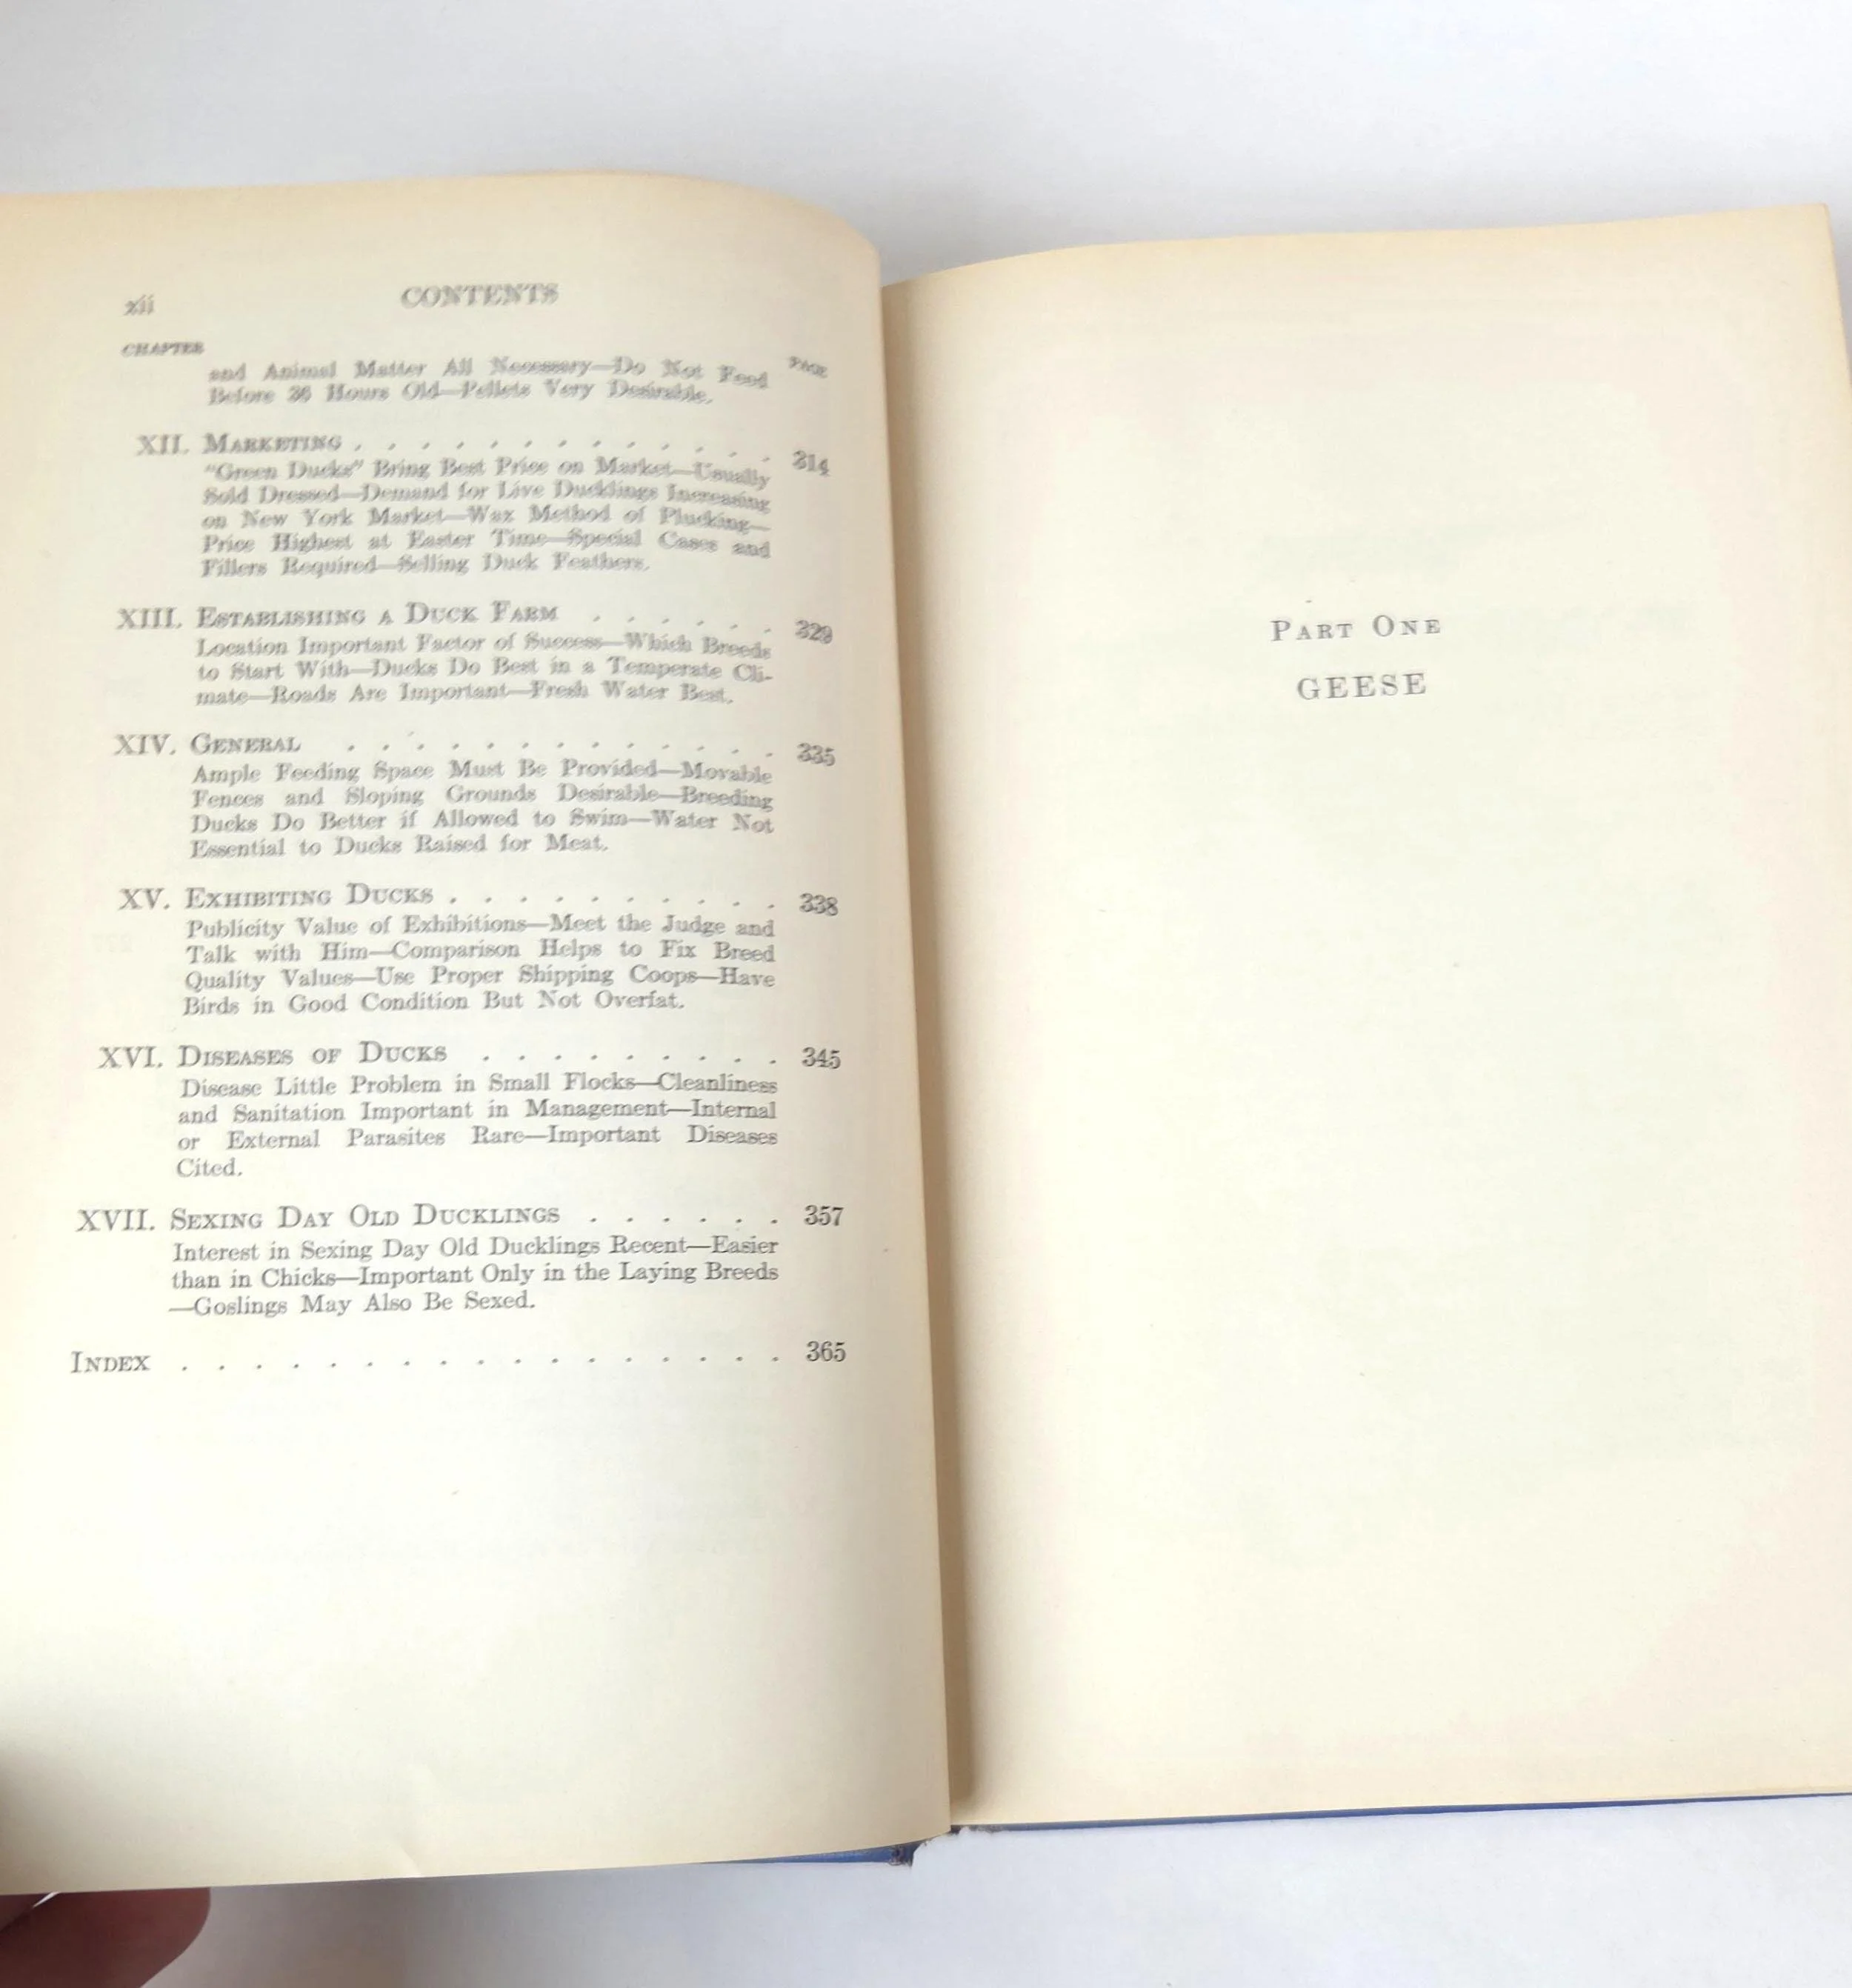 xii CONTENTS
CHAPTER PAGE
and Animal Matter All Necessary—Do Not Feed
Before 36 Hours Old—Pellets Very Desirable.
XII. MARKETING . . . . . . . . . . . . . 314
"Green Ducks" Bring Best Price on Market—Usually
Sold Dressed—Demand for Live Ducklings Increasing
on New York Market—Wax Method of Plucking—
Price Highest at Easter Time—Special Cases and
Fillers Required—Selling Duck Feathers.
XIII. ESTABLISHING A DUCK FARM . . . . . . 329
Location Important Factor of Success—Which Breeds
to Start With—Ducks Do Best in a Temperate Cli-
mate—Roads Are Important—Fresh Water Best.
XIV. GENERAL . . . . . . . . . . . . . 335
Ample Feeding Space Must Be Provided—Movable
Fences and Sloping Grounds Desirable—Breeding
Ducks Do Better if Allowed to Swim—Water Not
Essential to Ducks Raised for Meat.
XV. EXHIBITING DUCKS . . . . . . . . . . 338
Publicity Value of Exhibitions—Meet the Judge and
Talk with Him—Comparison Helps to Fix Breed
Quality Values—Use Proper Shipping Coops—Have
Birds in Good Condition But Not Overfat.
XVI. DISEASES OF DUCKS . . . . . . . . . 345
Disease Little Problem in Small Flocks—Cleanliness
and Sanitation Important in Management—Internal
or External Parasites Rare—Important Diseases
Cited.
XVII. SEXING DAY OLD DUCKLINGS . . . . . . 357
Interest in Sexing Day Old Ducklings Recent—Easier
than in Chicks—Important Only in the Laying Breeds
—Goslings May Also Be Sexed.
INDEX . . . . . . . . . . . . . . . . . 365
PART ONE
GEESE